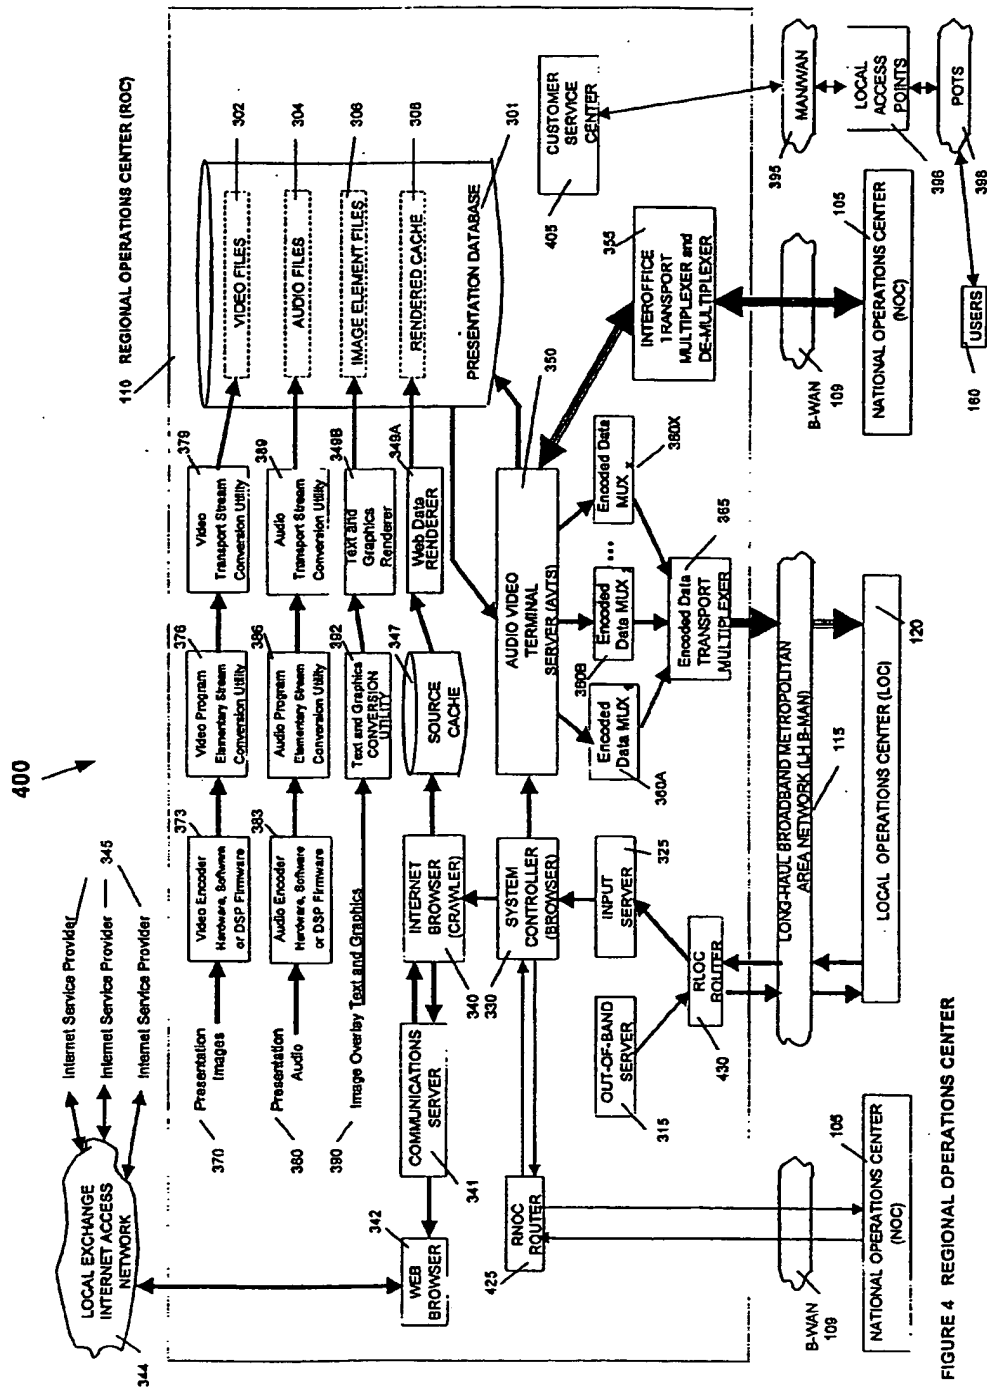 400
LOCAL EXCHANGE
INTERNET ACCESS
NETWORK
344
Internet Service Provider
Internet Service Provider
Internet Service Provider
345
110
REGIONAL OPERATIONS CENTER (ROC)
Presentation
Images
370
373
Video Encoder
Hardware, Software
or DSP Firmware
376
Video Program
Elementary Stream
Conversion Utility
379
Video
Transport Stream
Conversion Utility
VIDEO FILES
302
Presentation
Audio
380
383
Audio Encoder
Hardware, Software
or DSP Firmware
386
Audio Program
Elementary Stream
Conversion Utility
389
Audio
Transport Stream
Conversion Utility
AUDIO FILES
304
390
Image Overlay Text and Graphics
392
Text and Graphics
CONVERSION
UTILITY
349B
Text and
Graphics
Renderer
IMAGE ELEMENT FILES
306
342
WEB
BROWSER
COMMUNICATIONS
SERVER
341
INTERNET
BROWSER
(CRAWLER)
340
347
SOURCE
CACHE
349A
Web Data
RENDERER
RENDERED CACHE
308
PRESENTATION DATABASE
301
RNOC
ROUTER
425
SYSTEM
CONTROLLER
(BROWSER)
330
AUDIO VIDEO
TERMINAL
SERVER (AVTS)
350
CUSTOMER
SERVICE
CENTER
405
OUT-OF-BAND
SERVER
315
INPUT
SERVER
325
Encoded
Data MUX
360A
Encoded
Data MUX
360B
...
Encoded Data
MUX x
360X
INTEROFFICE
TRANSPORT
MULTIPLEXER and
DE-MULTIPLEXER
355
RLOC
ROUTER
430
Encoded Data
TRANSPORT
MULTIPLEXER
365
B-WAN
109
LONG-HAUL BROADBAND METROPOLITAN
AREA NETWORK (LH B-MAN)
115
B-WAN
109
395
MAN/WAN
LOCAL
ACCESS
POINTS
396
POTS
398
NATIONAL OPERATIONS CENTER
(NOC)
105
LOCAL OPERATIONS CENTER (LOC)
120
NATIONAL OPERATIONS CENTER
(NOC)
105
160
USERS
FIGURE 4 REGIONAL OPERATIONS CENTER